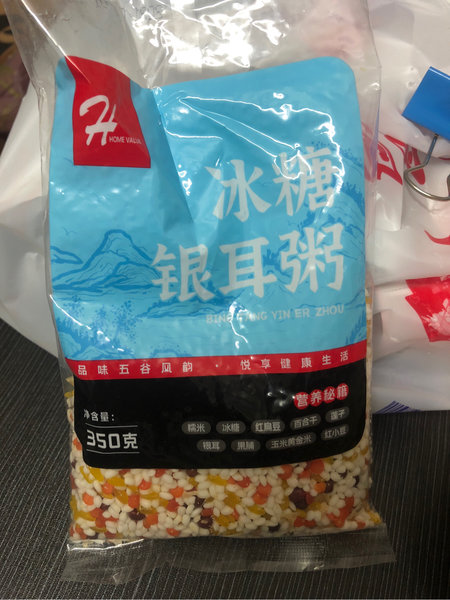 H
HOME VALUE
冰糖
银耳粥
BING TANG YIN ER ZHOU
品味五谷风韵 悦享健康生活
营养秘籍
净含量:
350克
糯米 冰糖 红扁豆 百合干 莲子
银耳 果脯 玉米黄金米 红小豆